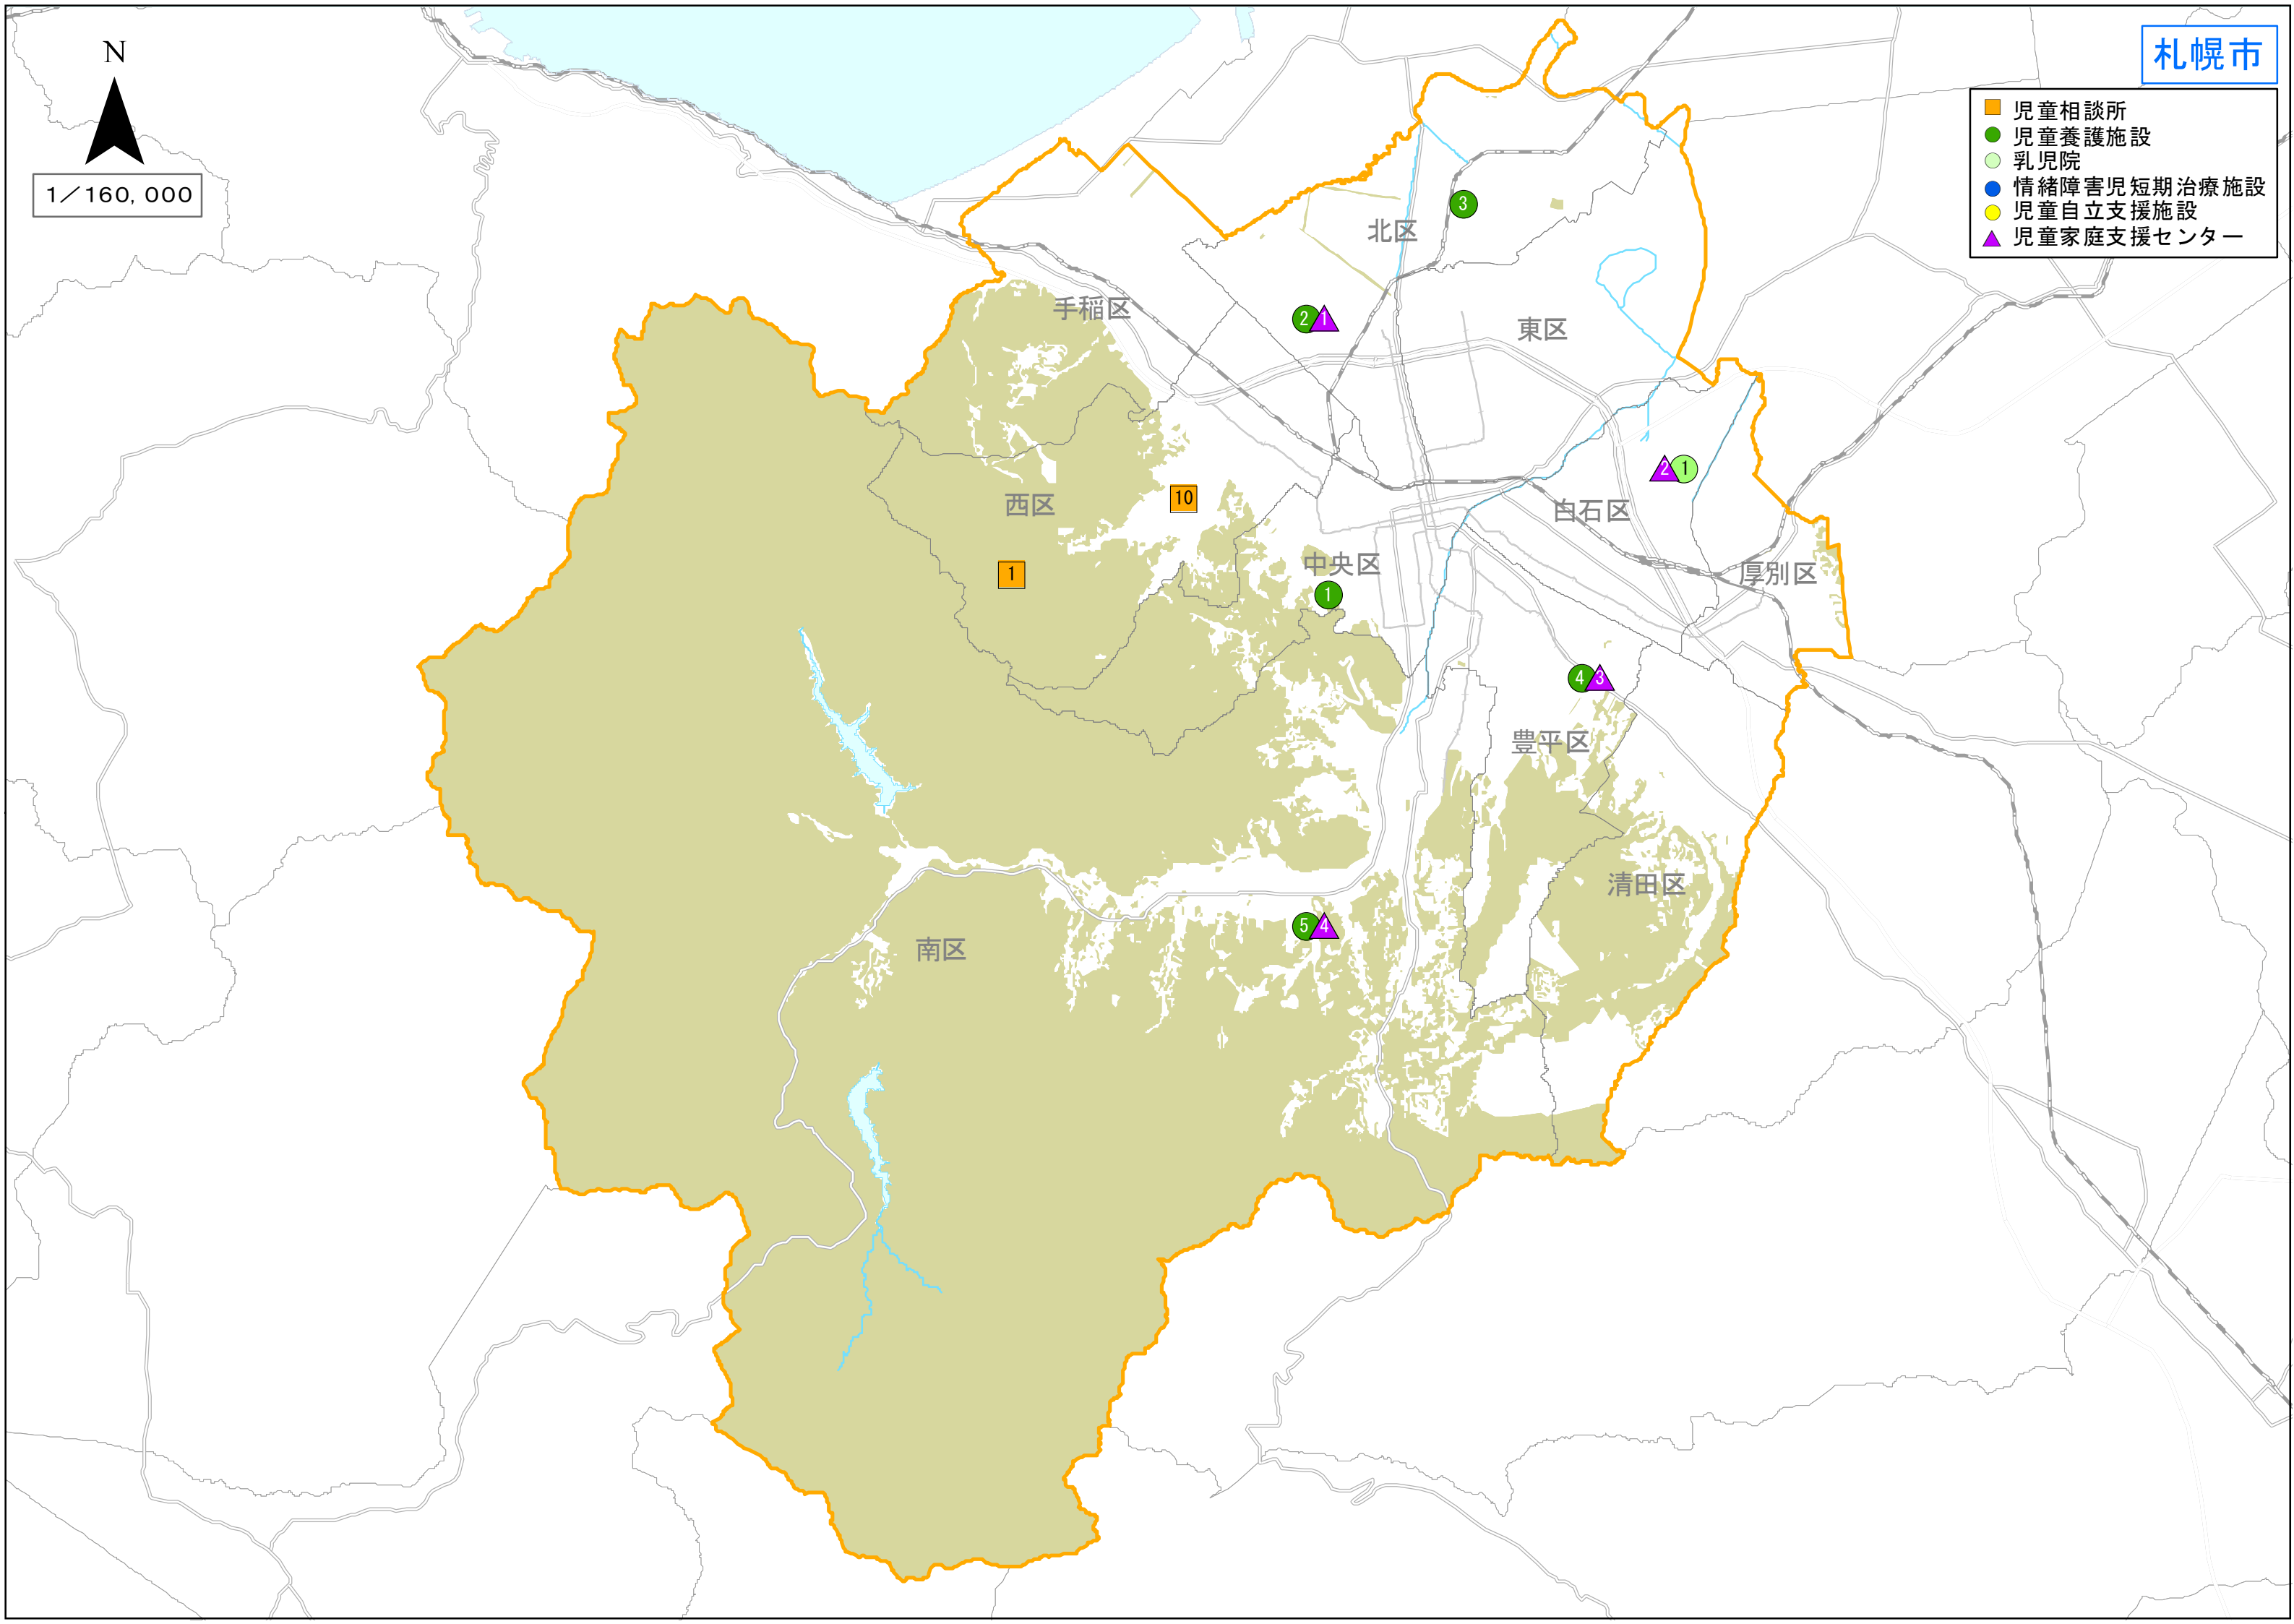 札幌市
N
1／160,000
児童相談所
児童養護施設
乳児院
情緒障害児短期治療施設
児童自立支援施設
児童家庭支援センター
3
北区
手稲区
2 1
東区
2 1
10
西区
白石区
中央区
1
厚別区
1
4 3
豊平区
清田区
5 4
南区